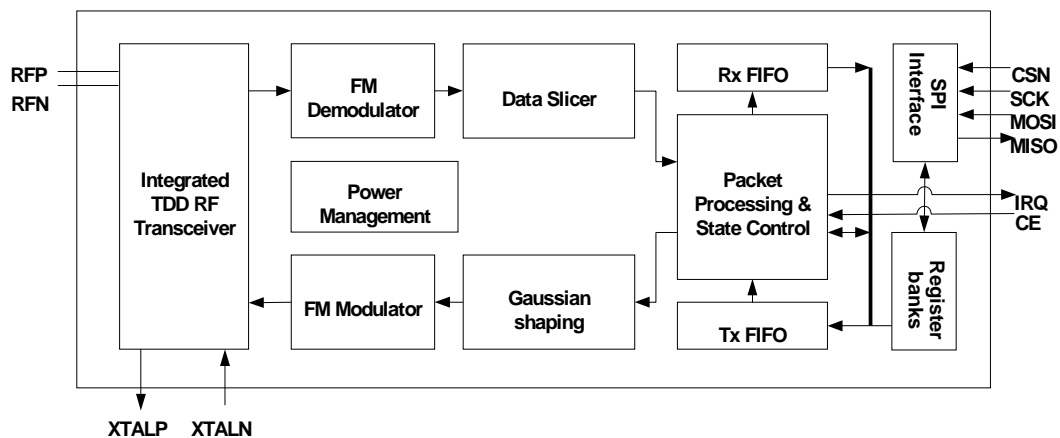 RFP
RFN
Integrated
TDD RF
Transceiver
FM
Demodulator
Data Slicer
Power
Management
FM Modulator
Gaussian
shaping
Rx FIFO
Packet
Processing &
State Control
Tx FIFO
SPI
Interface
Register
banks
CSN
SCK
MOSI
MISO
IRQ
CE
XTALP
XTALN